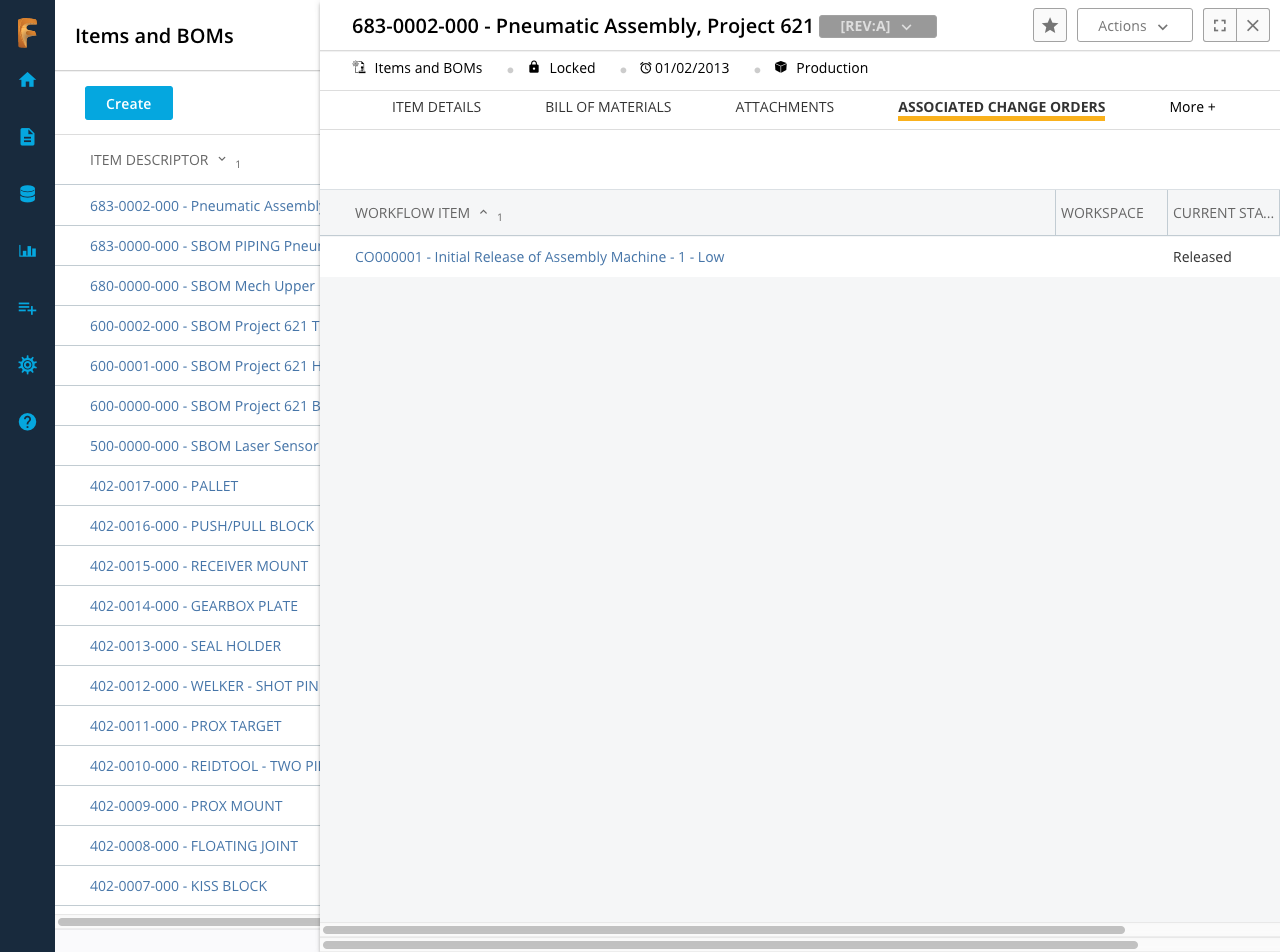 Items and BOMs
Create
ITEM DESCRIPTOR 1
683-0002-000 - Pneumatic Assembly
683-0000-000 - SBOM PIPING Pneu
680-0000-000 - SBOM Mech Upper
600-0002-000 - SBOM Project 621 T
600-0001-000 - SBOM Project 621 H
600-0000-000 - SBOM Project 621 B
500-0000-000 - SBOM Laser Sensor
402-0017-000 - PALLET
402-0016-000 - PUSH/PULL BLOCK
402-0015-000 - RECEIVER MOUNT
402-0014-000 - GEARBOX PLATE
402-0013-000 - SEAL HOLDER
402-0012-000 - WELKER - SHOT PIN
402-0011-000 - PROX TARGET
402-0010-000 - REIDTOOL - TWO PI
402-0009-000 - PROX MOUNT
402-0008-000 - FLOATING JOINT
402-0007-000 - KISS BLOCK
683-0002-000 - Pneumatic Assembly, Project 621 [REV:A]
Actions
Items and BOMs Locked 01/02/2013 Production
ITEM DETAILS BILL OF MATERIALS ATTACHMENTS ASSOCIATED CHANGE ORDERS More +
WORKFLOW ITEM 1 WORKSPACE CURRENT STA...
CO000001 - Initial Release of Assembly Machine - 1 - Low Released